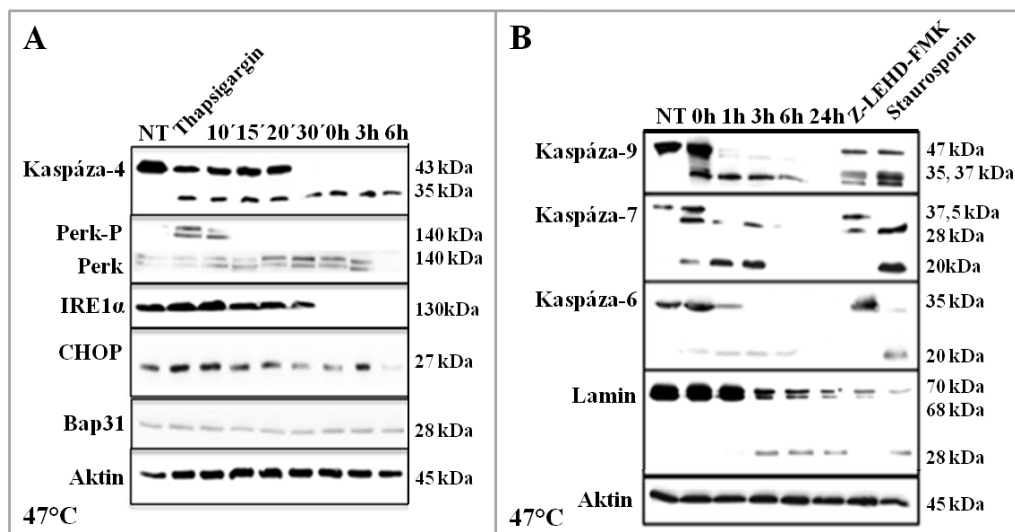 A
NT Thapsigargin 10´15´20´30´0h 3h 6h
Kaspáza-4
43 kDa
35 kDa
Perk-P
140 kDa
Perk
140 kDa
IRE1α
130kDa
CHOP
27 kDa
Bap31
28 kDa
Aktin
45 kDa
47°C
B
NT 0h 1h 3h 6h 24h Z-LEHD-FMK Staurosporin
Kaspáza-9
47 kDa
35, 37 kDa
Kaspáza-7
37,5 kDa
28 kDa
20kDa
Kaspáza-6
35 kDa
20 kDa
Lamin
70 kDa
68 kDa
28 kDa
Aktin
45 kDa
47°C